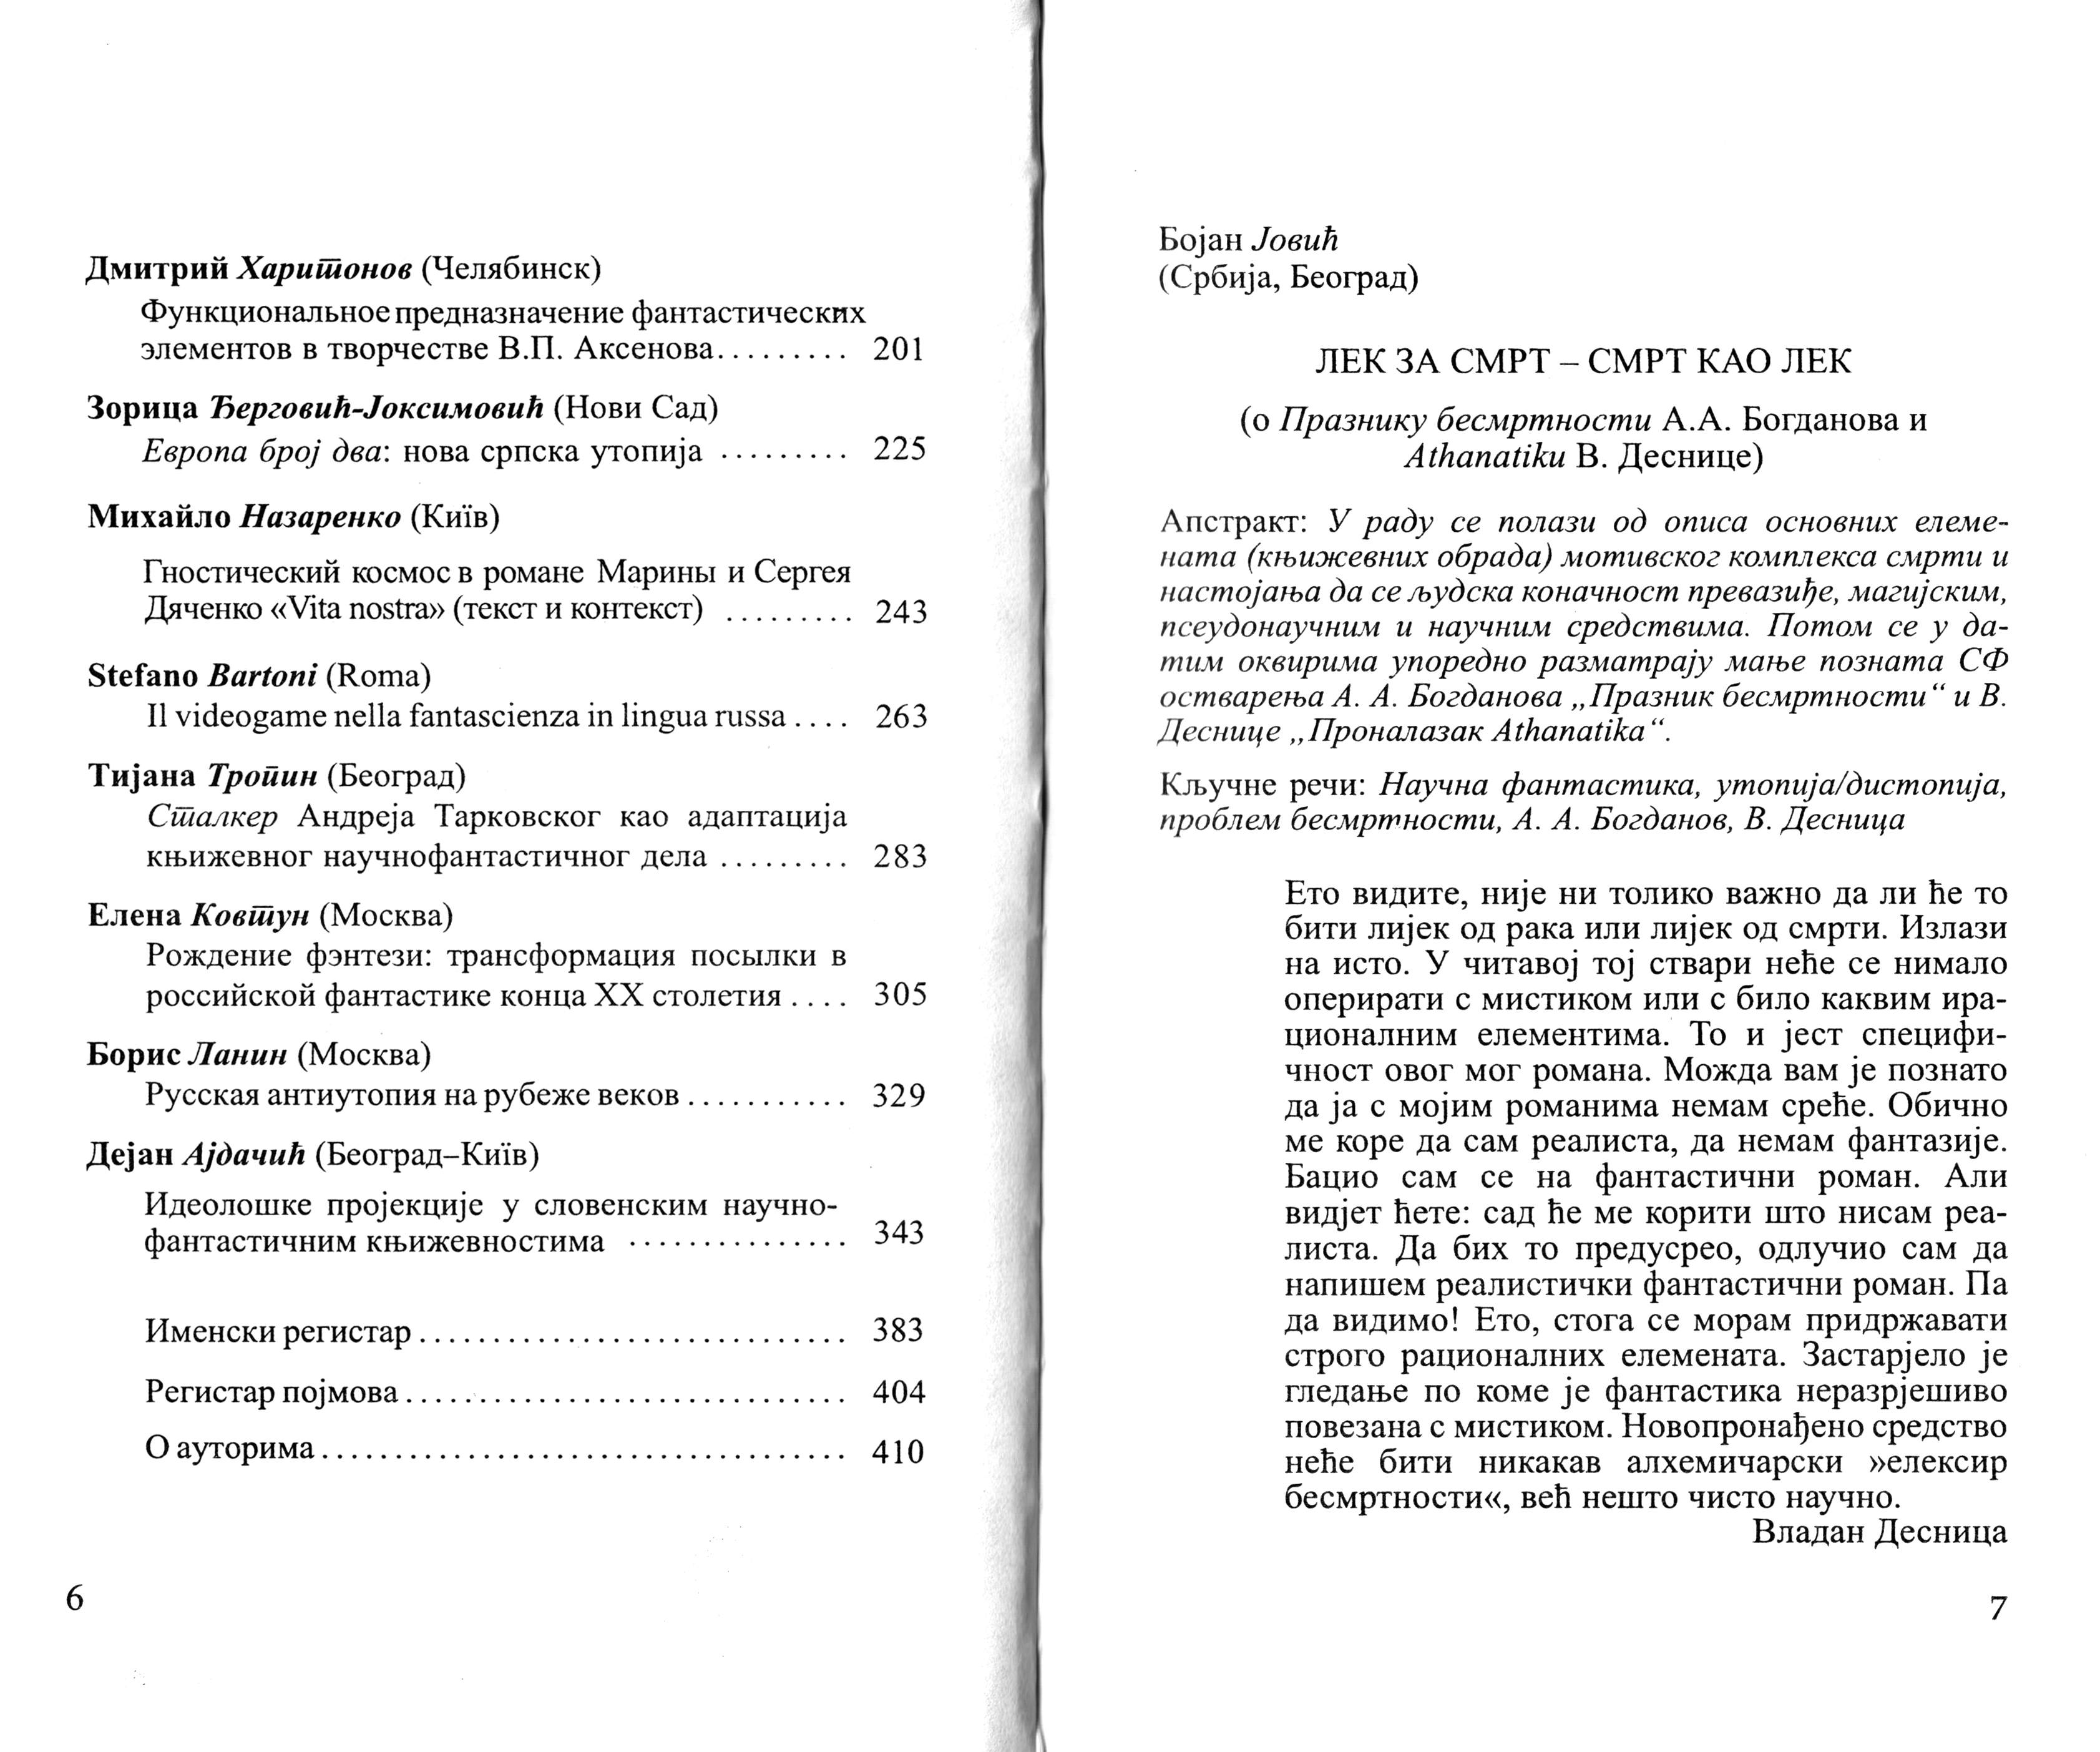 Дмитрий Харитонов (Челябинск)
Функциональное предназначение фантастических
элементов в творчестве В.П. Аксенова......... 201
Зорица Ђерговић-Јоксимовић (Нови Сад)
Европа број два: нова српска утопија ......... 225
Михайло Назаренко (Київ)
Гностический космос в романе Марины и Сергея
Дяченко «Vita nostra» (текст и контекст) ......... 243
Stefano Bartoni (Roma)
Il videogame nella fantascienza in lingua russa .... 263
Тијана Тропин (Београд)
Сталкер Андреја Тарковског као адаптација
књижевног научнофантастичног дела ......... 283
Елена Ковтун (Москва)
Рождение фэнтези: трансформация посылки в
российской фантастике конца XX столетия .... 305
Борис Ланин (Москва)
Русская антиутопия на рубеже веков ........... 329
Дејан Ајдачић (Београд–Київ)
Идеолошке пројекције у словенским научно-
фантастичним књижевностима ............... 343
Именски регистар ............................. 383
Регистар појмова .............................. 404
О ауторима .................................... 410
6
Бојан Јовић
(Србија, Београд)
ЛЕК ЗА СМРТ – СМРТ КАО ЛЕК
(о Празнику бесмртности А.А. Богданова и
Athanatiku В. Деснице)
Апстракт: У раду се полази од описа основних елеме-
ната (књижевних обрада) мотивског комплекса смрти и
настојања да се људска коначност превазиђе, магијским,
псеудонаучним и научним средствима. Потом се у да-
тим оквирима упоредно разматрају мање позната СФ
остварења А. А. Богданова „Празник бесмртности“ и В.
Деснице „Проналазак Athanatika“.
Кључне речи: Научна фантастика, утопија/дистопија,
проблем бесмртности, А. А. Богданов, В. Десница
Ето видите, није ни толико важно да ли ће то
бити лијек од рака или лијек од смрти. Излази
на исто. У читавој тој ствари неће се нимало
оперирати с мистиком или с било каквим ира-
ционалним елементима. То и јест специфи-
чност овог мог романа. Можда вам је познато
да ја с мојим романима немам среће. Обично
ме коре да сам реалиста, да немам фантазије.
Бацио сам се на фантастични роман. Али
видјет ћете: сад ће ме корити што нисам реа-
листа. Да бих то предусрео, одлучио сам да
напишем реалистички фантастични роман. Па
да видимо! Ето, стога се морам придржавати
строго рационалних елемената. Застарјело је
гледање по коме је фантастика неразрјешиво
повезана с мистиком. Новопронађено средство
неће бити никакав алхемичарски »елексир
бесмртности«, већ нешто чисто научно.
Владан Десница
7